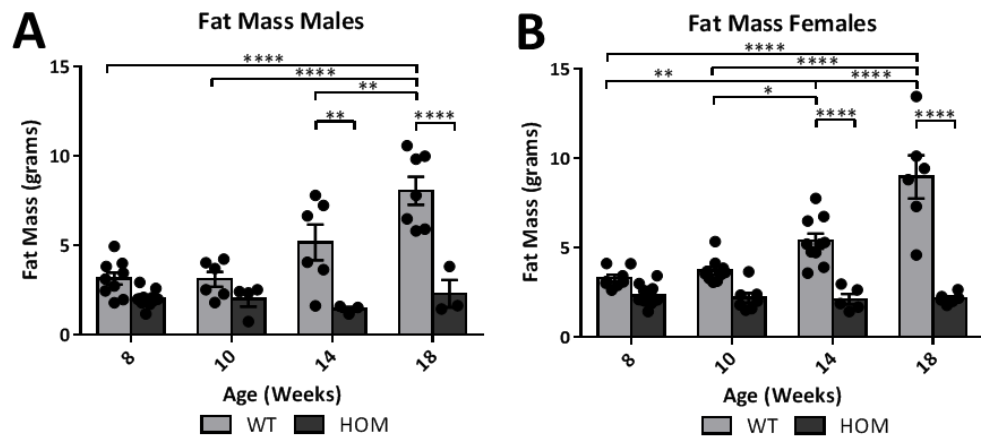 A
Fat Mass Males
Fat Mass (grams)
15
10
5
0
****
****
**
**
****
8
10
14
18
Age (Weeks)
WT
HOM
B
Fat Mass Females
Fat Mass (grams)
15
10
5
0
****
****
** ****
*
****
****
8
10
14
18
Age (Weeks)
WT
HOM